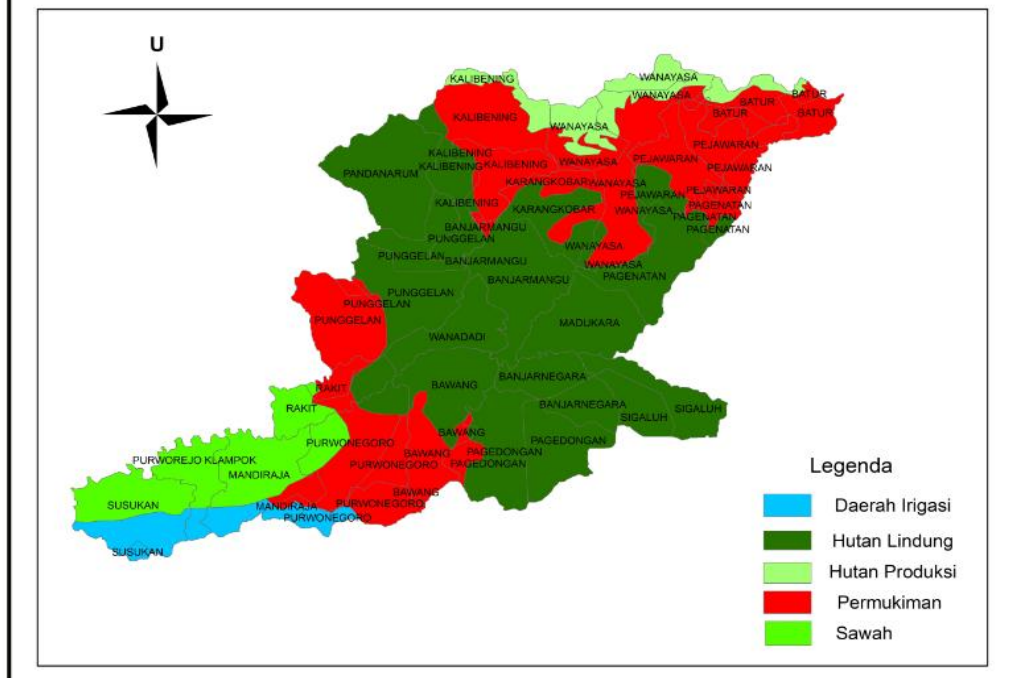 U
KALIBENING
WANAYASA
WANAYASA
BATUR
BATUR
BATUR
BATUR
KALIBENING
WANAYASA
PEJAWARAN
KALIBENING
PEJAWARAN
KALIBENING
KALIBENING
WANAYASA
PEJAWARAN
PANDANARUM
KARANGKOBAR
WANAYASA
PEJAWARAN
PEJAWARAN
KALIBENING
KARANGKOBAR
WANAYASA
PAGENATAN
PAGENATAN
BANJARMANGU
PAGENATAN
PUNGGELAN
WANAYASA
PUNGGELAN
BANJARMANGU
WANAYASA
PAGENATAN
BANJARMANGU
PUNGGELAN
PUNGGELAN
PUNGGELAN
MADUKARA
WANADADI
BANJARNEGARA
RAKIT
BAWANG
RAKIT
BANJARNEGARA
SIGALUH
SIGALUH
BAWANG
PURWONEGORO
PAGEDONGAN
BAWANG
PAGEDONGAN
PURWOREJO KLAMPOK
PURWONEGORO
PAGEDONGAN
MANDIRAJA
BAWANG
SUSUKAN
MANDIRAJA
PURWONEGORO
PURWONEGORO
SUSUKAN
Legenda
Daerah Irigasi
Hutan Lindung
Hutan Produksi
Permukiman
Sawah